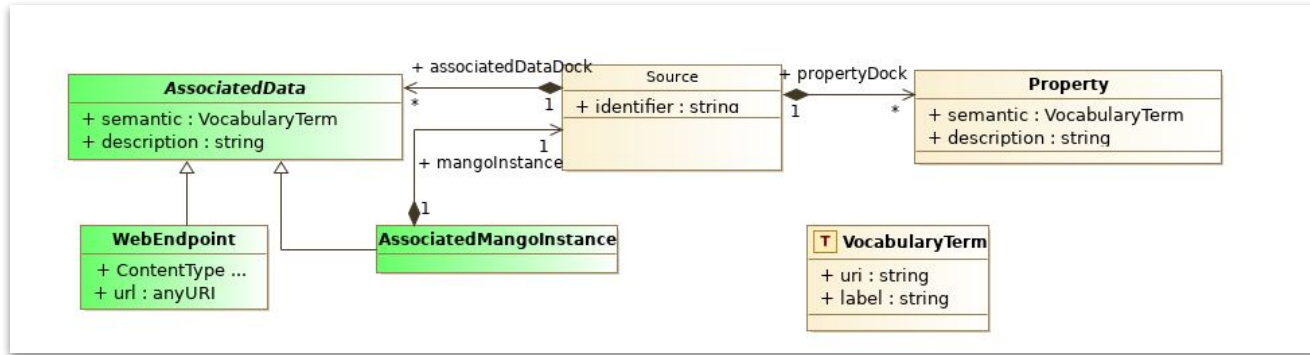 + associatedDataDock
Source
+ propertyDock
AssociatedData
Property
*
1
+ identifier : string
1
*
+ semantic : VocabularyTerm
+ semantic : VocabularyTerm
+ description : string
1
+ description : string
+ mangoInstance
1
WebEndpoint
AssociatedMangoInstance
T VocabularyTerm
+ ContentType ...
+ url : anyURI
+ uri : string
+ label : string